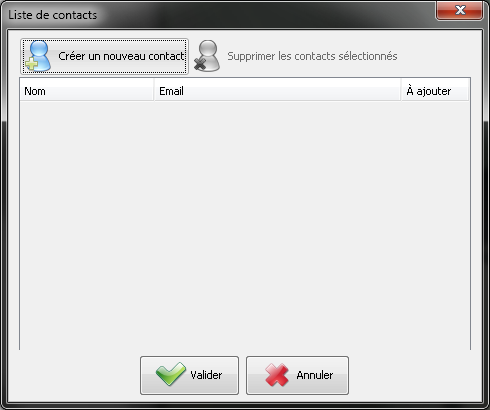 Liste de contacts
Créer un nouveau contact Supprimer les contacts sélectionnés
Nom Email À ajouter
Valider Annuler